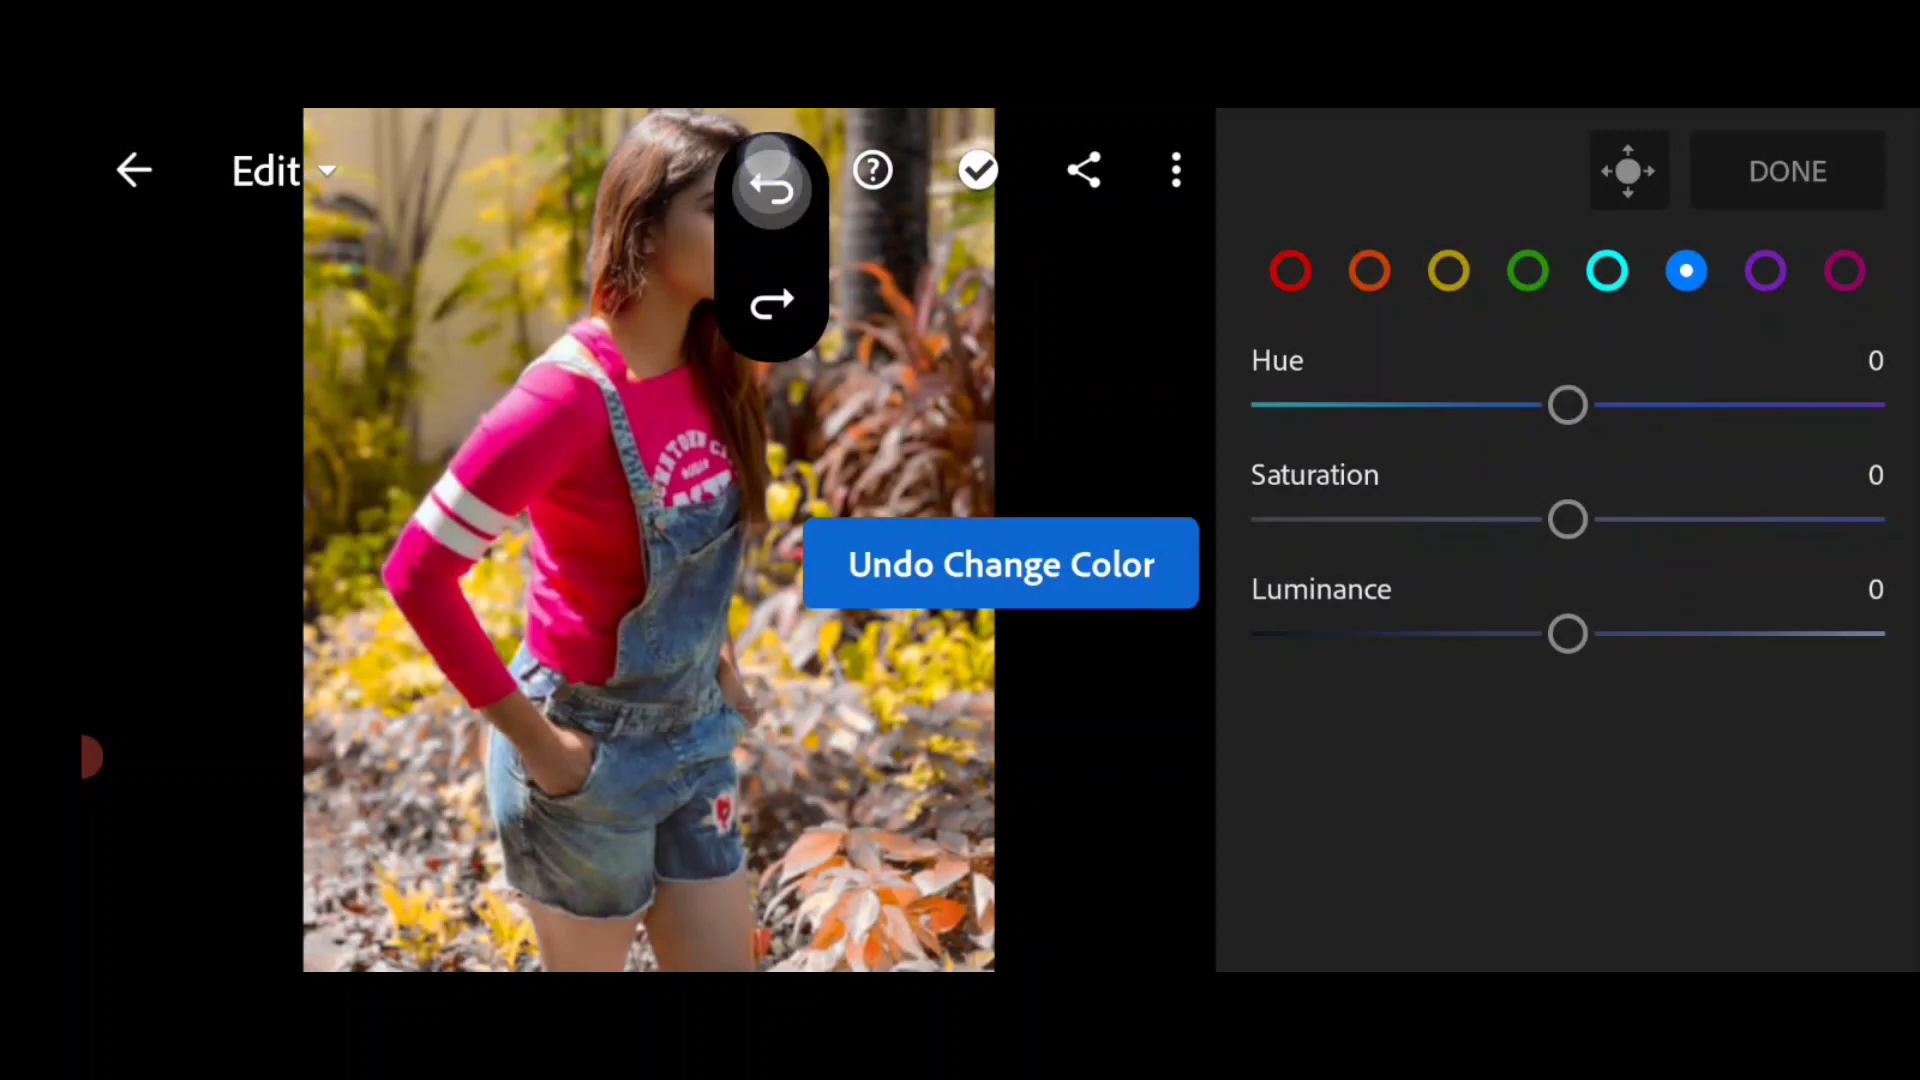 Edit
DONE
Hue 0
Saturation 0
Luminance 0
Undo Change Color